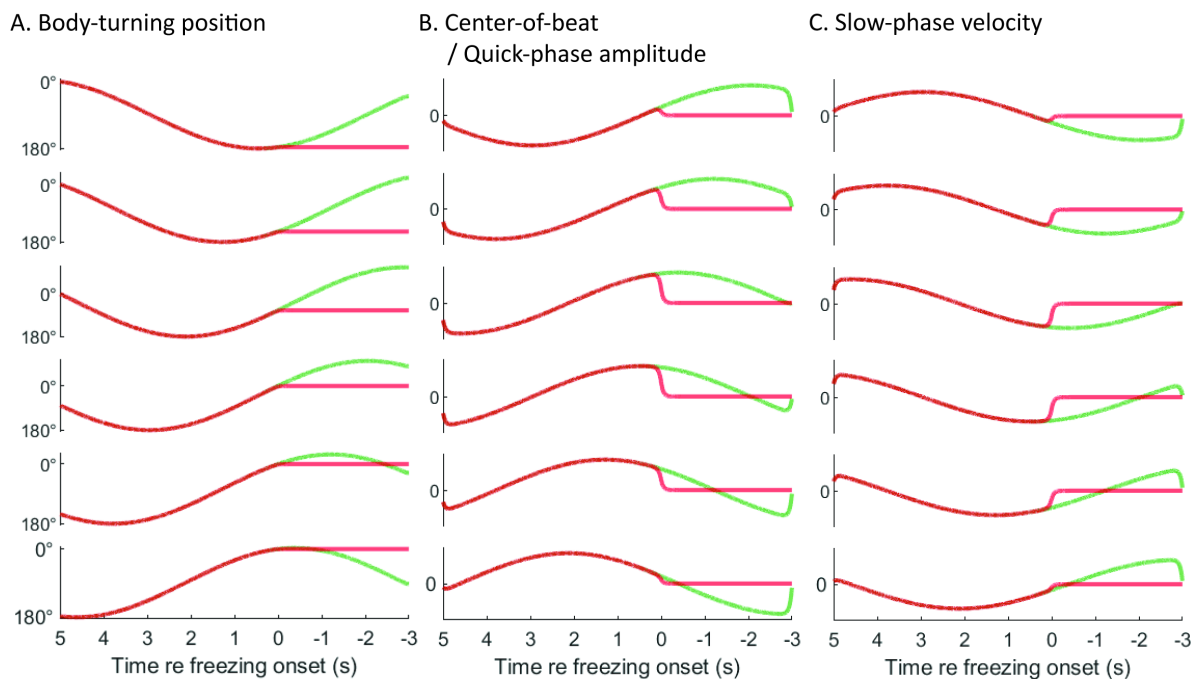 A. Body-turning position
B. Center-of-beat
/ Quick-phase amplitude
C. Slow-phase velocity
0°
180°
0
0
0°
180°
0
0
0°
180°
0
0
0°
180°
0
0
0°
180°
0
0
0°
180°
0
0
5 4 3 2 1 0 -1 -2 -3
5 4 3 2 1 0 -1 -2 -3
5 4 3 2 1 0 -1 -2 -3
Time re freezing onset (s)
Time re freezing onset (s)
Time re freezing onset (s)